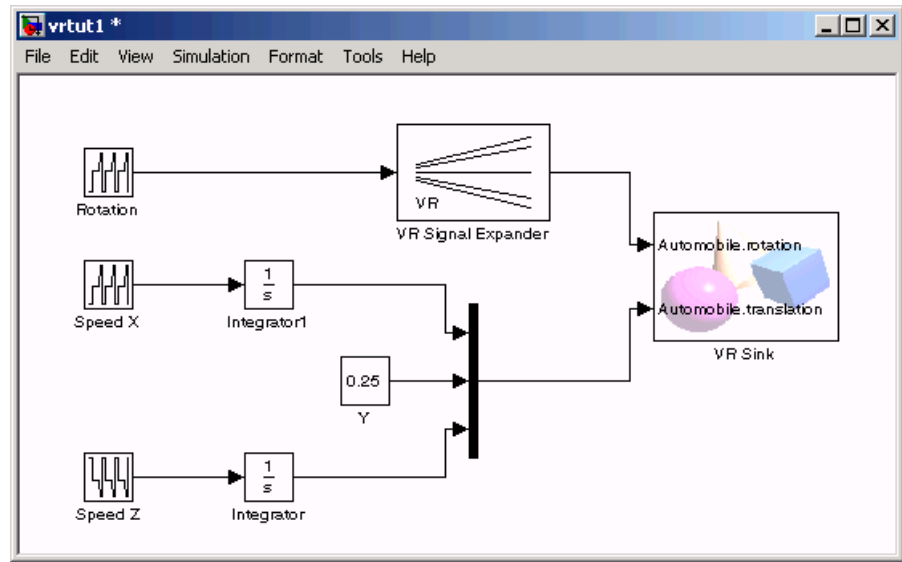 vrtut1 *
File Edit View Simulation Format Tools Help
Rotation
VR
VR Signal Expander
Automobile.rotation
Automobile.translation
VR Sink
Speed X
1
s
Integrator1
0.25
Y
Speed Z
1
s
Integrator